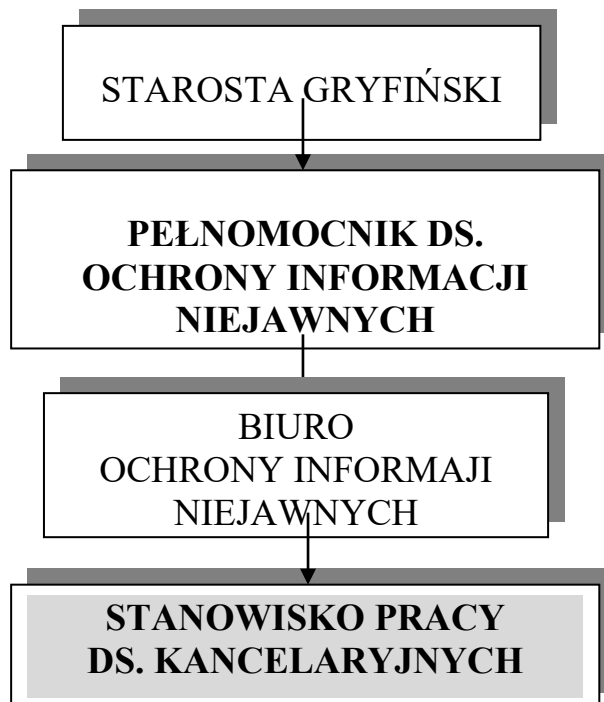 STAROSTA GRYFIŃSKI
PEŁNOMOCNIK DS.
OCHRONY INFORMACJI
NIEJAWNYCH
BIURO
OCHRONY INFORMAJI
NIEJAWNYCH
STANOWISKO PRACY
DS. KANCELARYJNYCH